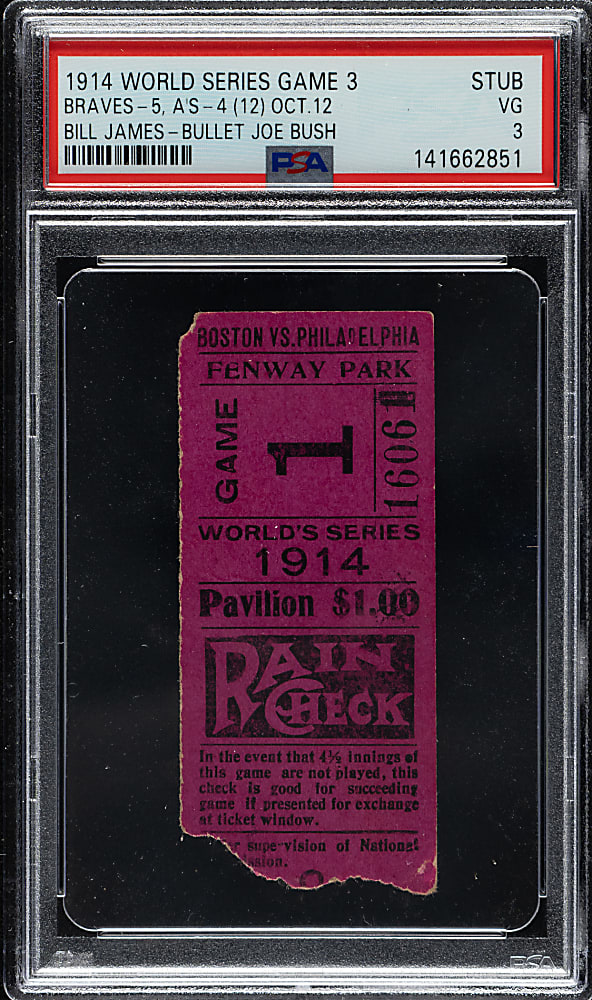 1914 WORLD SERIES GAME 3 STUB
BRAVES-5, A'S-4 (12) OCT.12 VG
BILL JAMES-BULLET JOE BUSH 3
PSA 141662851
BOSTON VS. PHILADELPHIA
FENWAY PARK
GAME 1
16061
WORLD'S SERIES
1914
Pavilion $1.00
RAIN
CHECK
In the event that 4½ innings of
this game are not played, this
check is good for succeeding
game if presented for exchange
at ticket window.
supervision of National
PSA